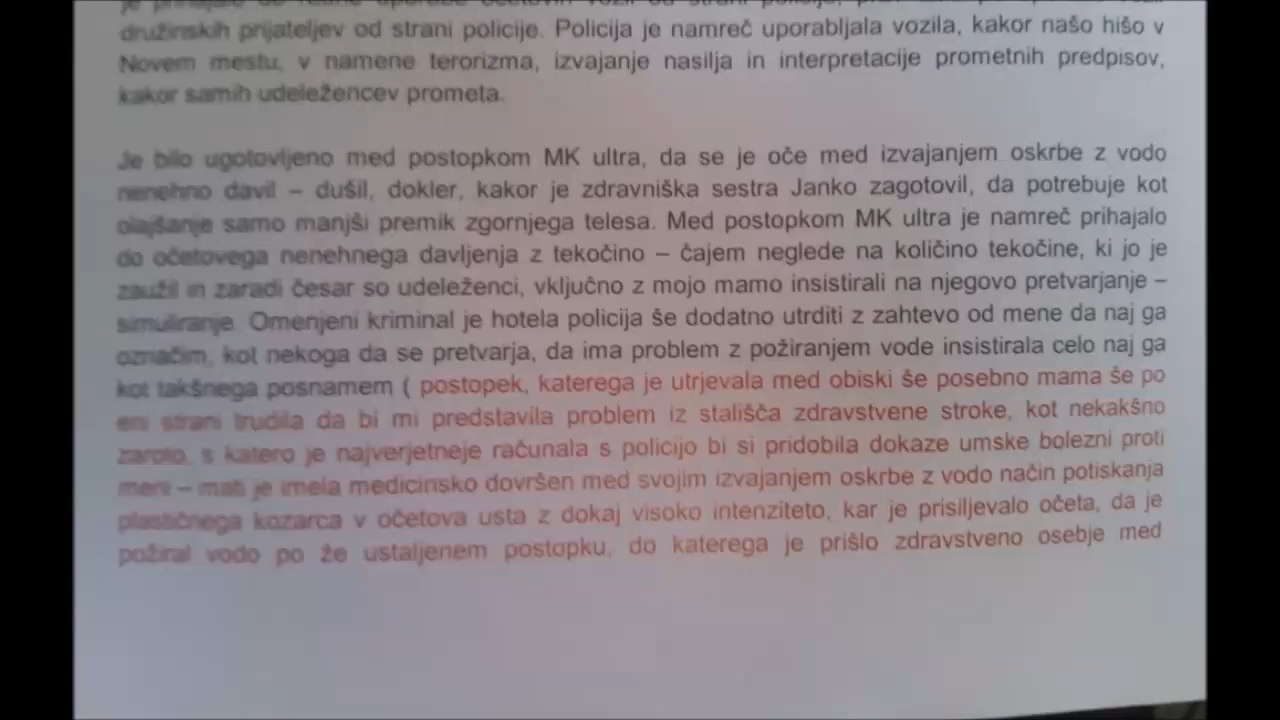 družinskih prijateljev od strani policije. Policija je namreč uporabljala vozila, kakor našo hišo v
Novem mestu, v namene terorizma, izvajanje nasilja in interpretacije prometnih predpisov,
kakor samih udeležencev prometa.
Je bilo ugotovljeno med postopkom MK ultra, da se je oče med izvajanjem oskrbe z vodo
nenehno davil – dušil, dokler, kakor je zdravniška sestra Janko zagotovil, da potrebuje kot
olajšanje samo manjši premik zgornjega telesa. Med postopkom MK ultra je namreč prihajalo
do očetovega nenehnega davljenja z tekočino – čajem neglede na količino tekočine, ki jo je
zaužil in zaradi česar so udeleženci, vključno z mojo mamo insistirali na njegovo pretvarjanje –
simuliranje. Omenjeni kriminal je hotela policija še dodatno utrditi z zahtevo od mene da naj ga
označim, kot nekoga da se pretvarja, da ima problem z požiranjem vode insistirala celo naj ga
kot takšnega posnamem ( postopek, katerega je utrjevala med obiski še posebno mama še po
eni strani trudila da bi mi predstavila problem iz stališča zdravstvene stroke, kot nekakšno
zaroto, s katero je najverjetneje računala s policijo bi si pridobila dokaze umske bolezni proti
meni – mati je imela medicinsko dovršen med svojim izvajanjem oskrbe z vodo način potiskanja
plastičnega kozarca v očetova usta z dokaj visoko intenziteto, kar je prisiljevalo očeta, da je
požiral vodo po že ustaljenem postopku, do katerega je prišlo zdravstveno osebje med